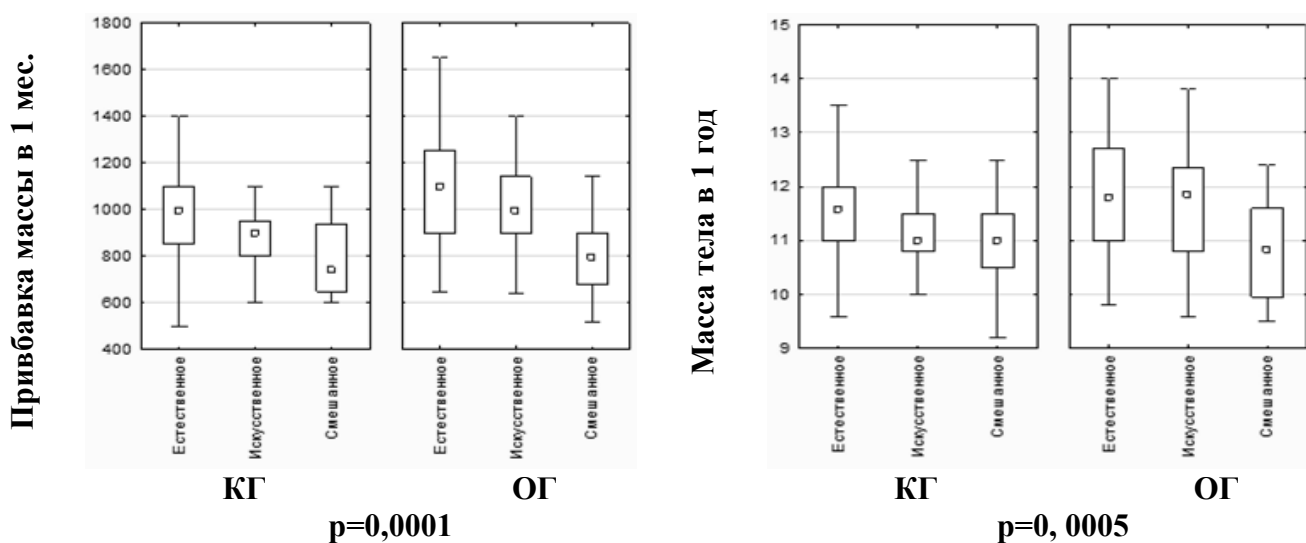 Привбавка массы в 1 мес.
1800
1600
1400
1200
1000
800
600
400
Естественное
Искусственное
Смешанное
Естественное
Искусственное
Смешанное
КГ
ОГ
p=0,0001
Масса тела в 1 год
15
14
13
12
11
10
9
Естественное
Искусственное
Смешанное
Естественное
Искусственное
Смешанное
КГ
ОГ
p=0, 0005